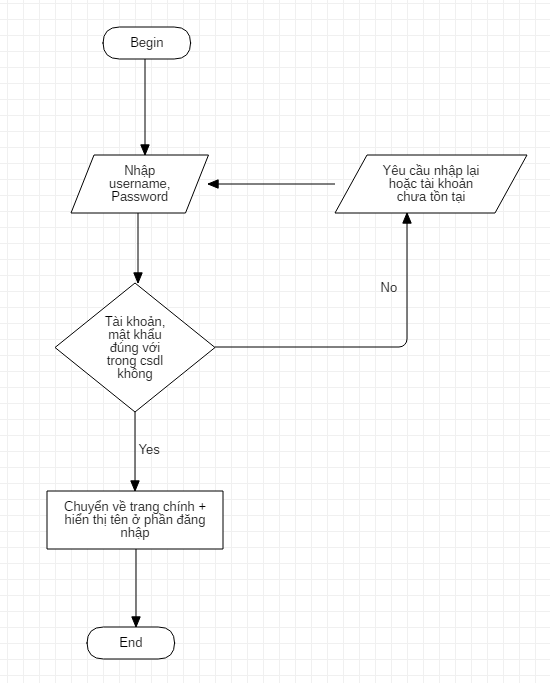 Begin
Nhập
username,
Password
Yêu cầu nhập lại
hoặc tài khoản
chưa tồn tại
No
Tài khoản,
mật khẩu
đúng với
trong csdl
không
Yes
Chuyển về trang chính +
hiển thị tên ở phần đăng
nhập
End